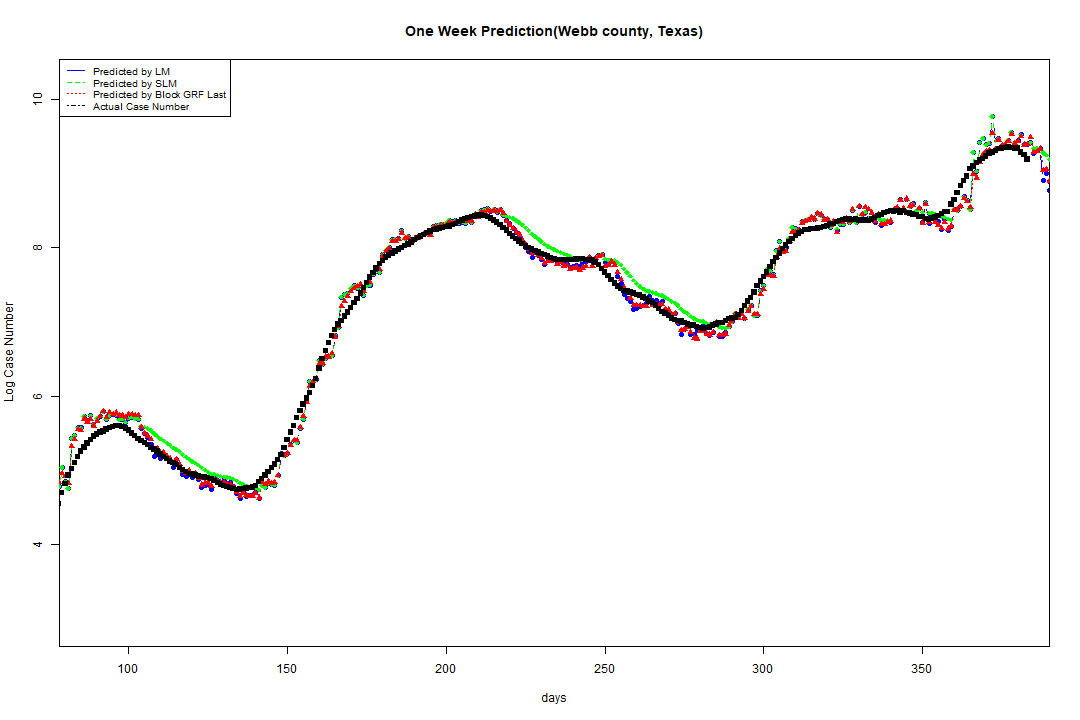 One Week Prediction(Webb county, Texas)
Predicted by LM
Predicted by SLM
Predicted by Block GRF Last
Actual Case Number
10
8
6
4
Log Case Number
100 150 200 250 300 350
days